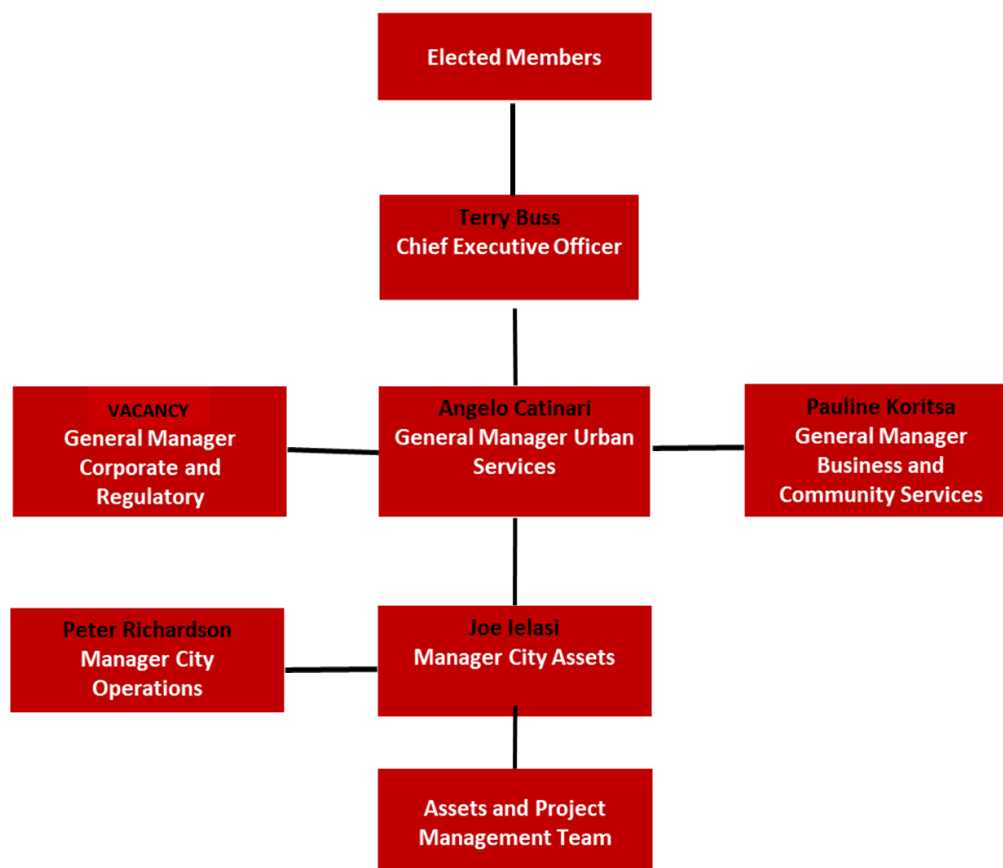 Elected Members
Terry Buss
Chief Executive Officer
VACANCY
General Manager
Corporate and
Regulatory
Angelo Catinari
General Manager Urban
Services
Pauline Koritsa
General Manager
Business and
Community Services
Peter Richardson
Manager City
Operations
Joe Ielasi
Manager City Assets
Assets and Project
Management Team